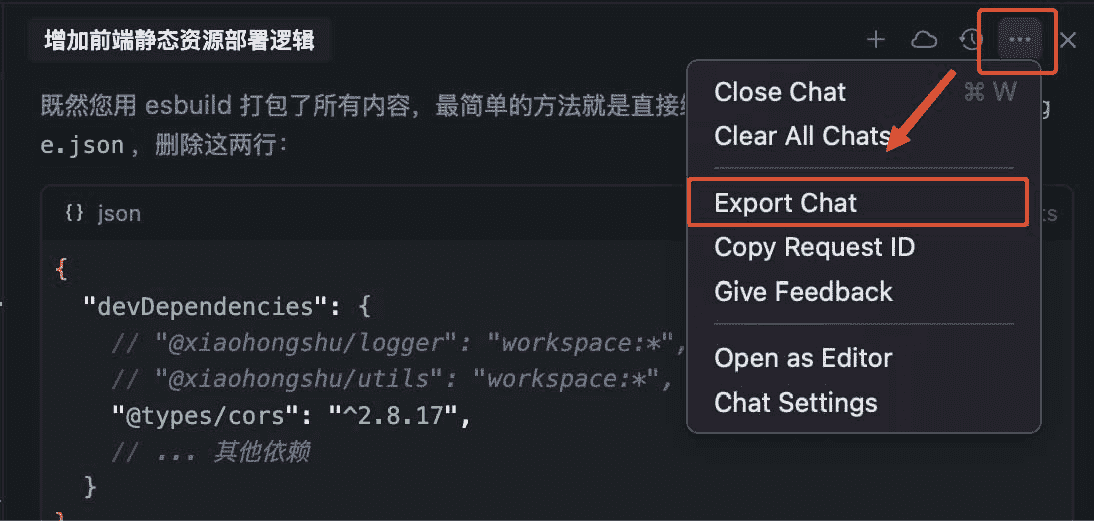 增加前端静态资源部署逻辑
既然您用 esbuild 打包了所有内容，最简单的方法就是直接
e.json，删除这两行：
{} json
{
"devDependencies": {
// "@xiaohongshu/logger": "workspace:*",
// "@xiaohongshu/utils": "workspace:*",
"@types/cors": "^2.8.17",
// ... 其他依赖
}
}
Close Chat ⌘ W
Clear All Chats
Export Chat
Copy Request ID
Give Feedback
Open as Editor
Chat Settings